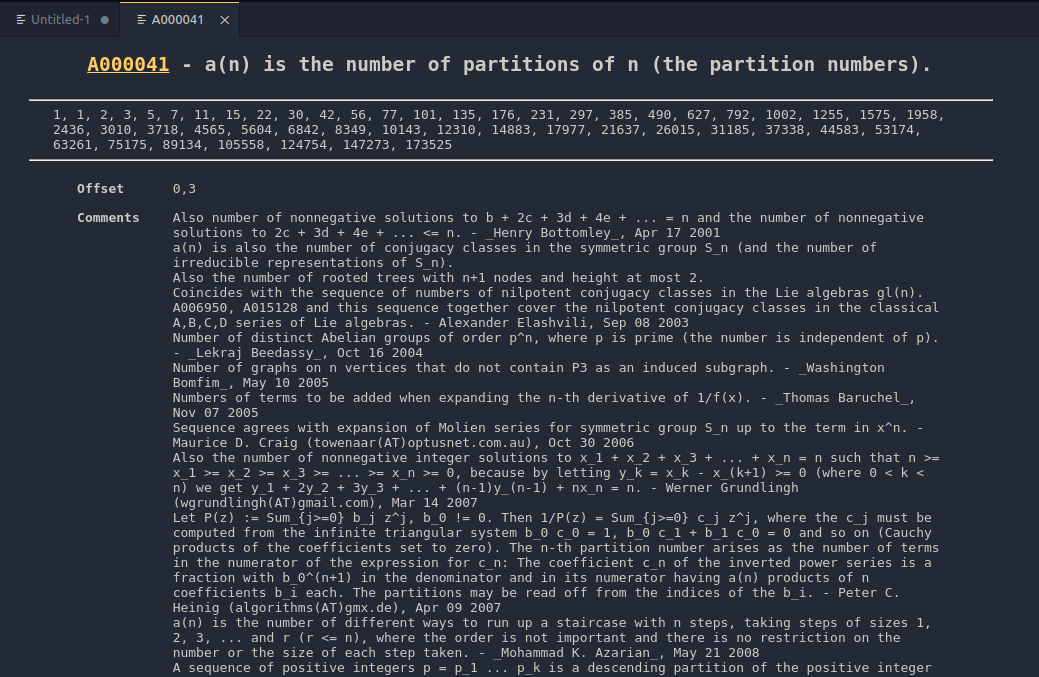 Untitled-1
A000041
A000041 - a(n) is the number of partitions of n (the partition numbers).
1, 1, 2, 3, 5, 7, 11, 15, 22, 30, 42, 56, 77, 101, 135, 176, 231, 297, 385, 490, 627, 792, 1002, 1255, 1575, 1958,
2436, 3010, 3718, 4565, 5604, 6842, 8349, 10143, 12310, 14883, 17977, 21637, 26015, 31185, 37338, 44583, 53174,
63261, 75175, 89134, 105558, 124754, 147273, 173525
Offset 0,3
Comments Also number of nonnegative solutions to b + 2c + 3d + 4e + ... = n and the number of nonnegative
solutions to 2c + 3d + 4e + ... <= n. - _Henry Bottomley_, Apr 17 2001
a(n) is also the number of conjugacy classes in the symmetric group S_n (and the number of
irreducible representations of S_n).
Also the number of rooted trees with n+1 nodes and height at most 2.
Coincides with the sequence of numbers of nilpotent conjugacy classes in the Lie algebras gl(n).
A006950, A015128 and this sequence together cover the nilpotent conjugacy classes in the classical
A,B,C,D series of Lie algebras. - Alexander Elashvili, Sep 08 2003
Number of distinct Abelian groups of order p^n, where p is prime (the number is independent of p).
- _Lekraj Beedassy_, Oct 16 2004
Number of graphs on n vertices that do not contain P3 as an induced subgraph. - _Washington
Bomfim_, May 10 2005
Numbers of terms to be added when expanding the n-th derivative of 1/f(x). - _Thomas Baruchel_,
Nov 07 2005
Sequence agrees with expansion of Molien series for symmetric group S_n up to the term in x^n. -
Maurice D. Craig (towenaar(AT)optusnet.com.au), Oct 30 2006
Also the number of nonnegative integer solutions to x_1 + x_2 + x_3 + ... + x_n = n such that n >=
x_1 >= x_2 >= x_3 >= ... >= x_n >= 0, because by letting y_k = x_k - x_(k+1) >= 0 (where 0 < k <
n) we get y_1 + 2y_2 + 3y_3 + ... + (n-1)y_(n-1) + nx_n = n. - Werner Grundlingh
(wgrundlingh(AT)gmail.com), Mar 14 2007
Let P(z) := Sum_{j>=0} b_j z^j, b_0 != 0. Then 1/P(z) = Sum_{j>=0} c_j z^j, where the c_j must be
computed from the infinite triangular system b_0 c_0 = 1, b_0 c_1 + b_1 c_0 = 0 and so on (Cauchy
products of the coefficients set to zero). The n-th partition number arises as the number of terms
in the numerator of the expression for c_n: The coefficient c_n of the inverted power series is a
fraction with b_0^(n+1) in the denominator and in its numerator having a(n) products of n
coefficients b_i each. The partitions may be read off from the indices of the b_i. - Peter C.
Heinig (algorithms(AT)gmx.de), Apr 09 2007
a(n) is the number of different ways to run up a staircase with n steps, taking steps of sizes 1,
2, 3, ... and r (r <= n), where the order is not important and there is no restriction on the
number or the size of each step taken. - _Mohammad K. Azarian_, May 21 2008
A sequence of positive integers p = p_1 ... p_k is a descending partition of the positive integer